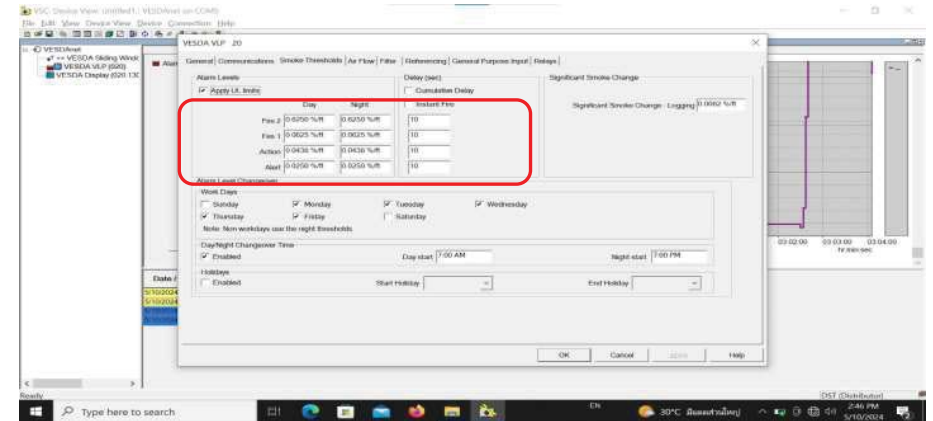 VSC: Device View: Untitled1 : VESDAnet on COM5
File Edit View Device View Device Connection Help
VESDAnet
VESDA Sliding Windo
VESDA VLP (020)
VESDA Display (020.13C
Alarm
VESDA VLP 20
General Communications Smoke Thresholds Air Flow Filter Referencing General Purpose Input Relays
Alarm Levels
Apply UL limits
Day Night
Fire 2 0.6250 %/ft 0.6250 %/ft
Fire 1 0.0625 %/ft 0.0625 %/ft
Action 0.0438 %/ft 0.0438 %/ft
Alert 0.0250 %/ft 0.0250 %/ft
Delay (sec)
Cumulative Delay
Instant Fire
10
10
10
10
Significant Smoke Change
Significant Smoke Change - Logging 0.0062 %/ft
Alarm Level Changeover
Work Days
Sunday Monday Tuesday Wednesday
Thursday Friday Saturday
Note: Non-workdays use the night thresholds
Day/Night Changeover Time
Enabled Day start 7:00 AM Night start 7:00 PM
Holidays
Enabled Start Holiday End Holiday
OK Cancel Apply Help
03:02:00 03:03:00 03:04:00
Date /
5/10/2024
5/10/2024
Ready
DST (Distributor)
Type here to search
EN
30°C
2:46 PM
5/10/2024